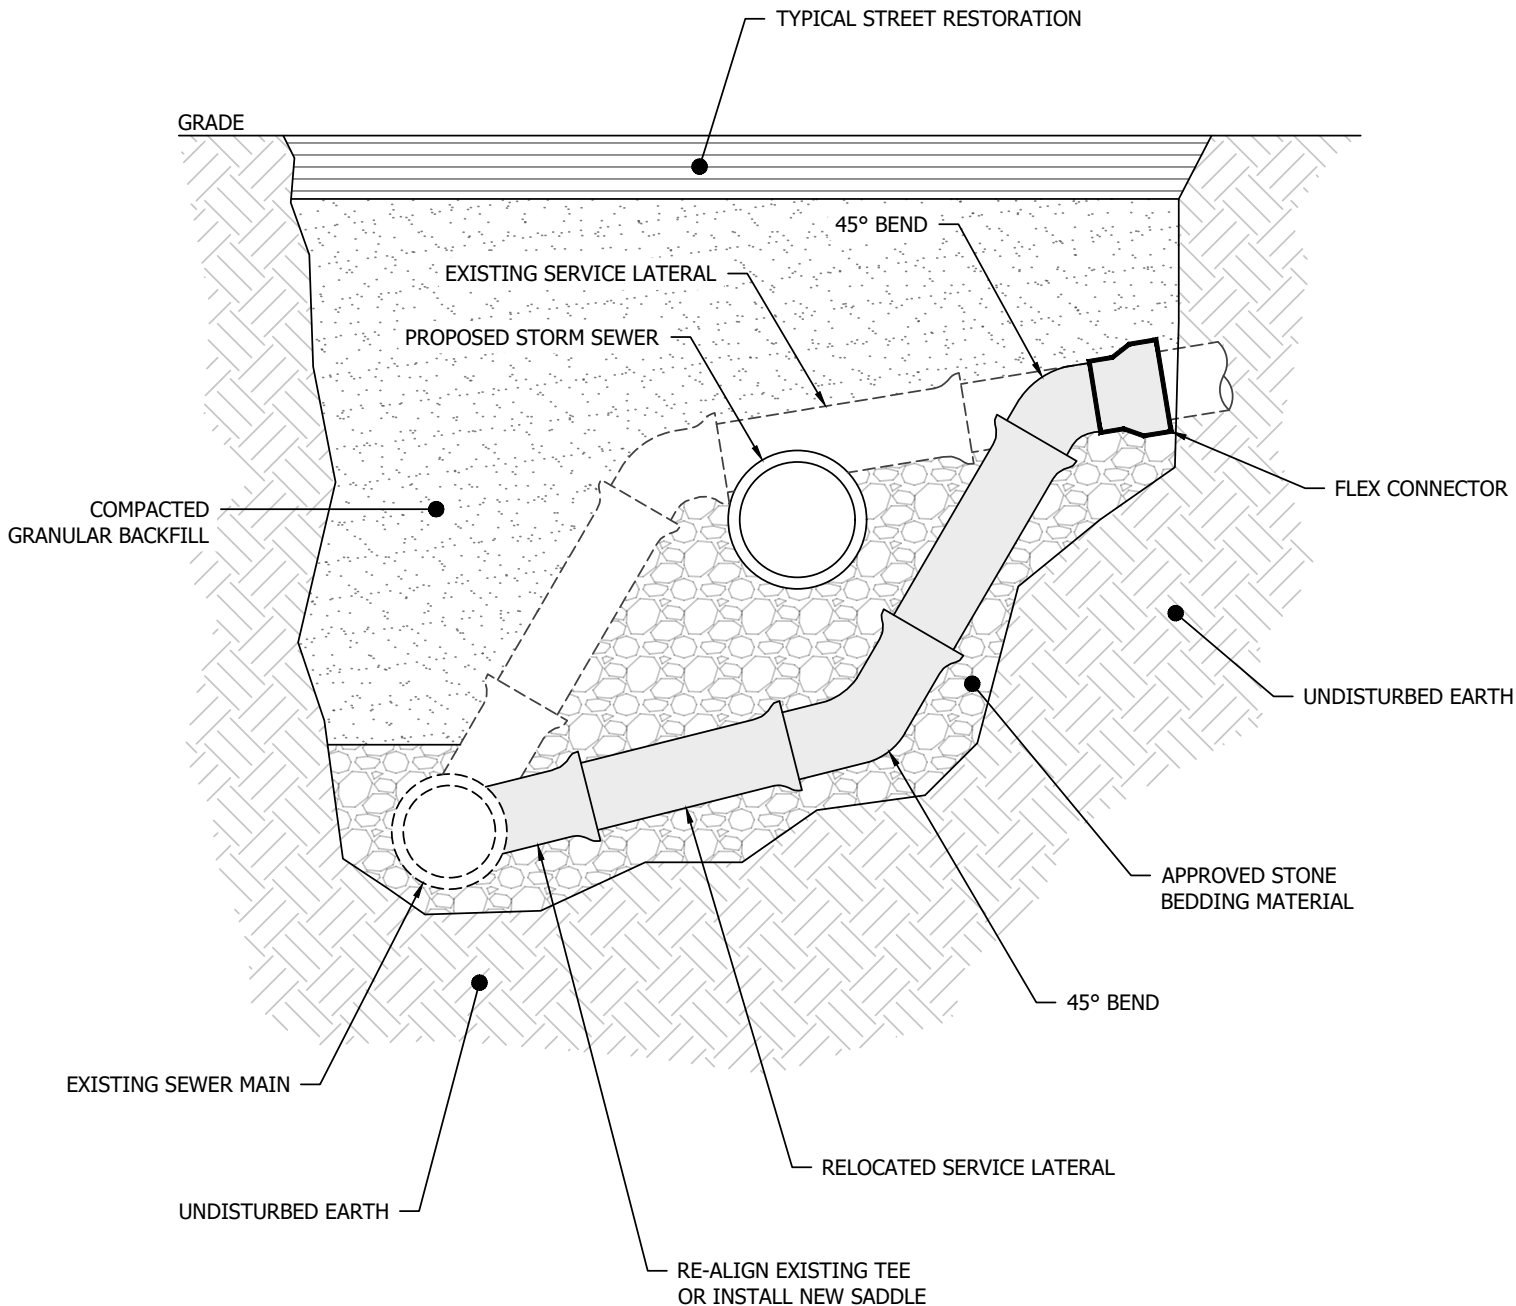 TYPICAL STREET RESTORATION
GRADE
45° BEND
EXISTING SERVICE LATERAL
PROPOSED STORM SEWER
FLEX CONNECTOR
COMPACTED
GRANULAR BACKFILL
UNDISTURBED EARTH
APPROVED STONE
BEDDING MATERIAL
45° BEND
EXISTING SEWER MAIN
RELOCATED SERVICE LATERAL
UNDISTURBED EARTH
RE-ALIGN EXISTING TEE
OR INSTALL NEW SADDLE